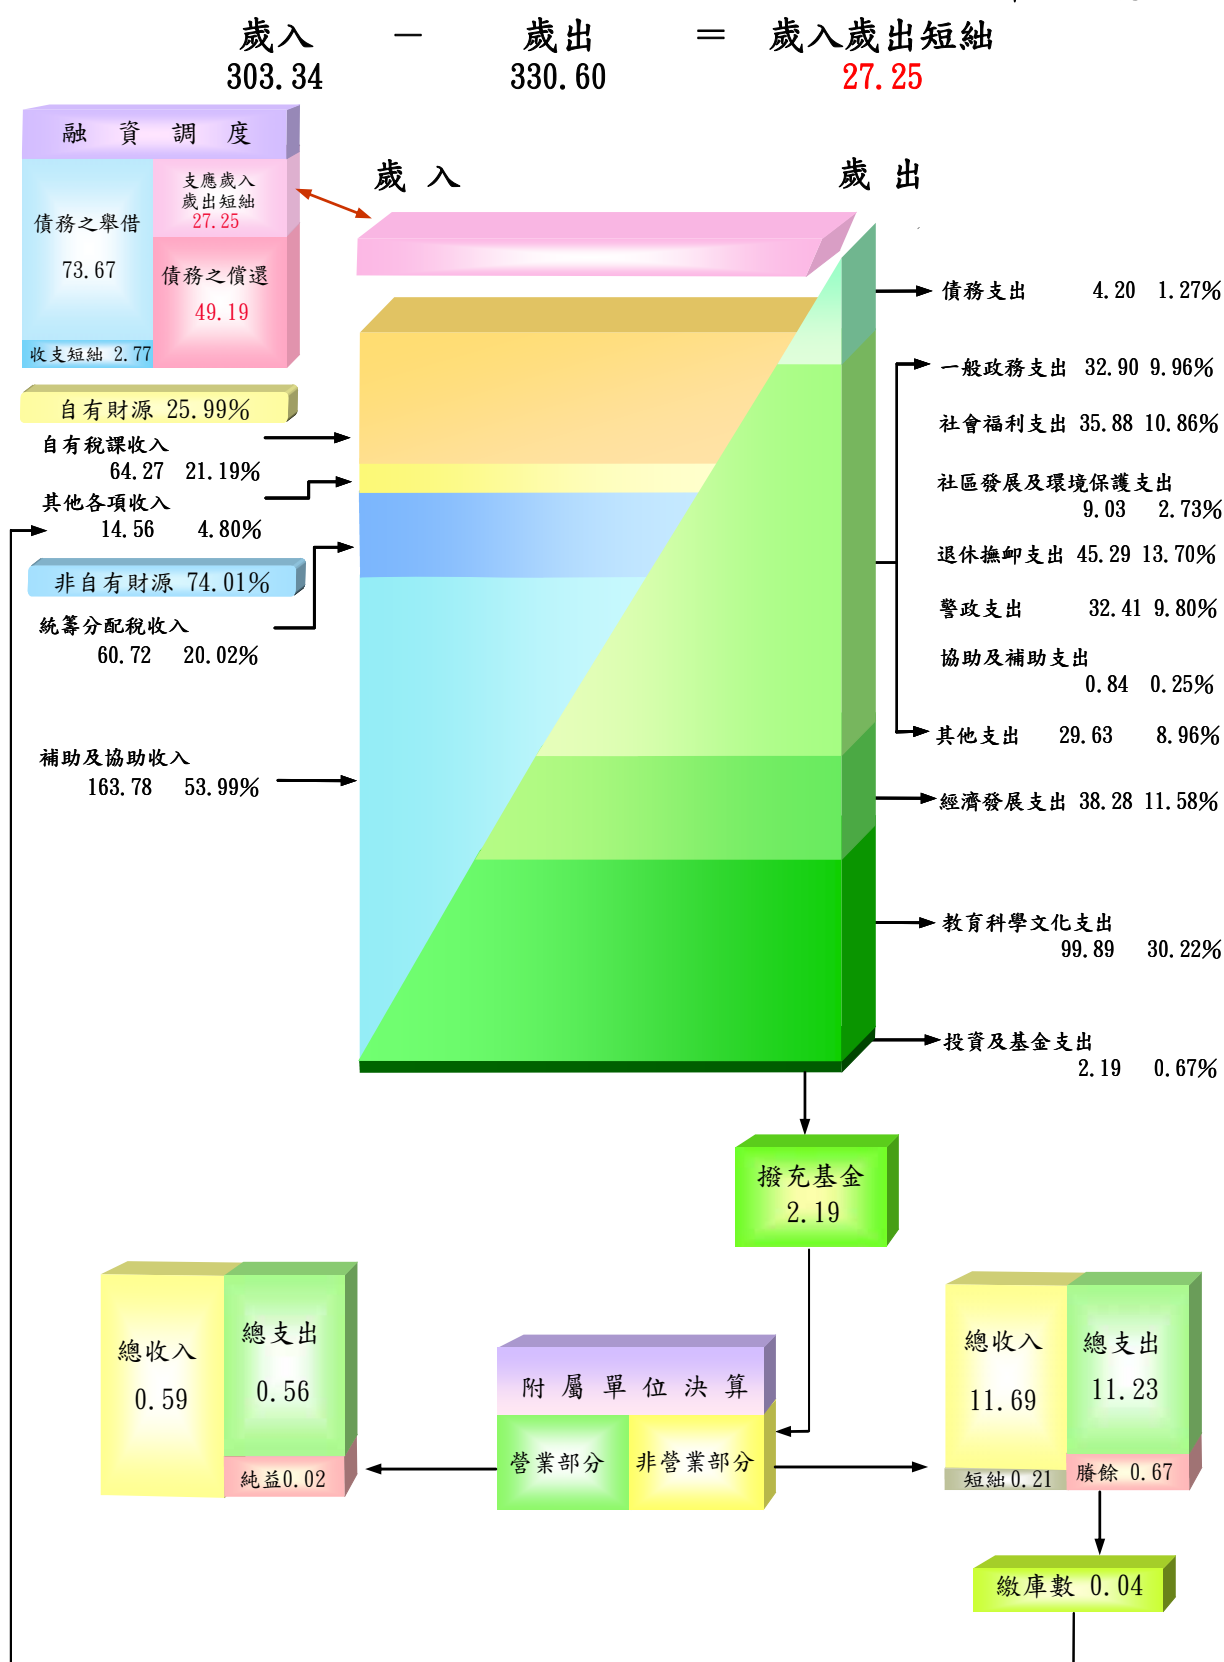 歲入 － 歲出 ＝ 歲入歲出短絀
303.34 330.60 27.25
融資調度
債務之舉借
73.67
支應歲入
歲出短絀
27.25
債務之償還
49.19
收支短絀 2.77
歲入
歲出
自有財源 25.99%
自有稅課收入
64.27 21.19%
其他各項收入
14.56 4.80%
非自有財源 74.01%
統籌分配稅收入
60.72 20.02%
補助及協助收入
163.78 53.99%
債務支出 4.20 1.27%
一般政務支出 32.90 9.96%
社會福利支出 35.88 10.86%
社區發展及環境保護支出
9.03 2.73%
退休撫卹支出 45.29 13.70%
警政支出 32.41 9.80%
協助及補助支出
0.84 0.25%
其他支出 29.63 8.96%
經濟發展支出 38.28 11.58%
教育科學文化支出
99.89 30.22%
投資及基金支出
2.19 0.67%
撥充基金
2.19
總收入
0.59
總支出
0.56
純益0.02
附屬單位決算
營業部分 非營業部分
總收入
11.69
短絀 0.21
總支出
11.23
賸餘 0.67
繳庫數 0.04